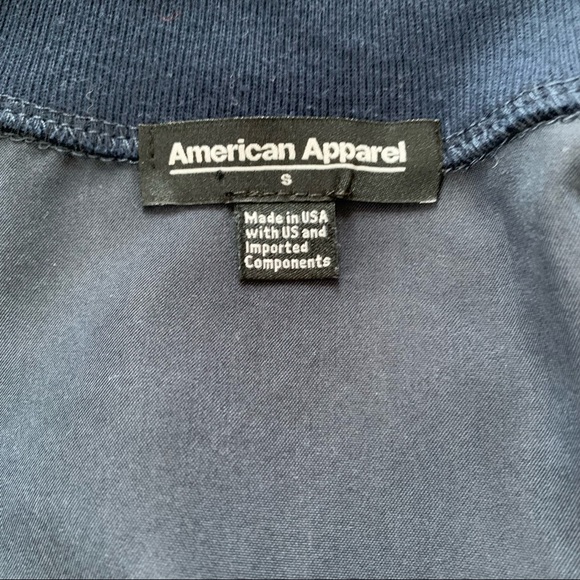 American Apparel
S
Made in USA
with US and
Imported
Components